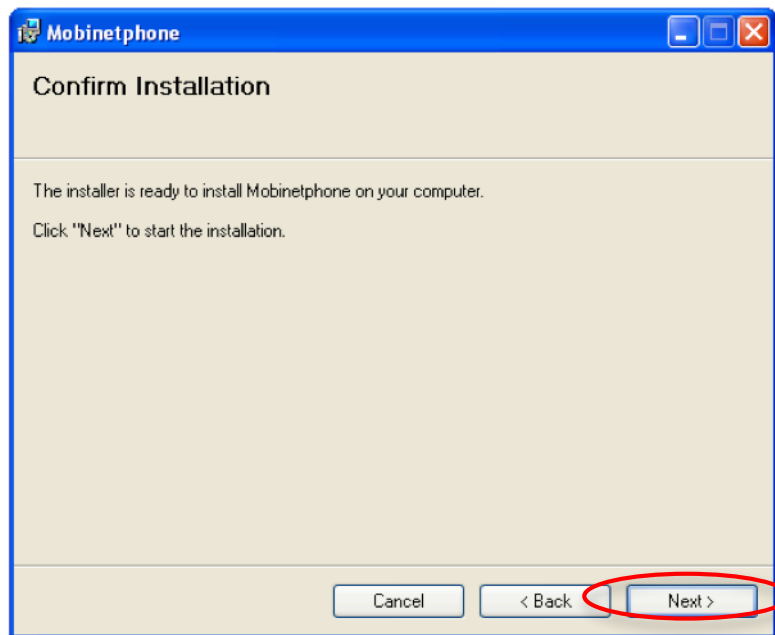 Mobinetphone
Confirm Installation
The installer is ready to install Mobinetphone on your computer.
Click "Next" to start the installation.
Cancel
< Back
Next >